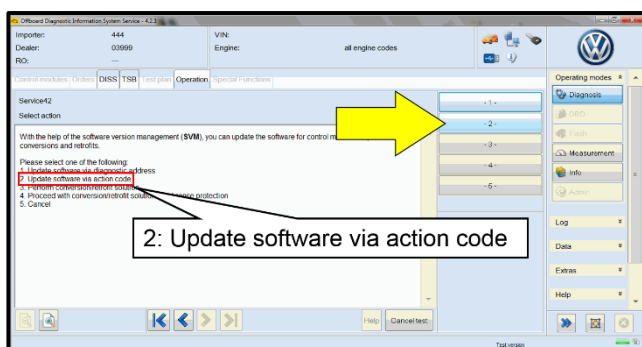 Offboard Diagnostic Information System Service - 4.2.3
Importer: 444 VIN:
Dealer: 03999 Engine: all engine codes
RO: ---
Control modules Orders DISS TSB Test plan Operation Special Functions
Service42
Select action
With the help of the software version management (SVM), you can update the software for control
conversions and retrofits.
Please select one of the following:
1. Update software via diagnostic address
2. Update software via action code
3. Perform conversion/retrofit solution
4. Proceed with conversion/retrofit
protection
5. Cancel
2: Update software via action code
- 1 -
- 2 -
- 3 -
- 4 -
- 5 -
Help Cancel test
Operating modes
Diagnosis
OBD
Flash
Measurement
Info
Admin
Log
Data
Extras
Help
Test version